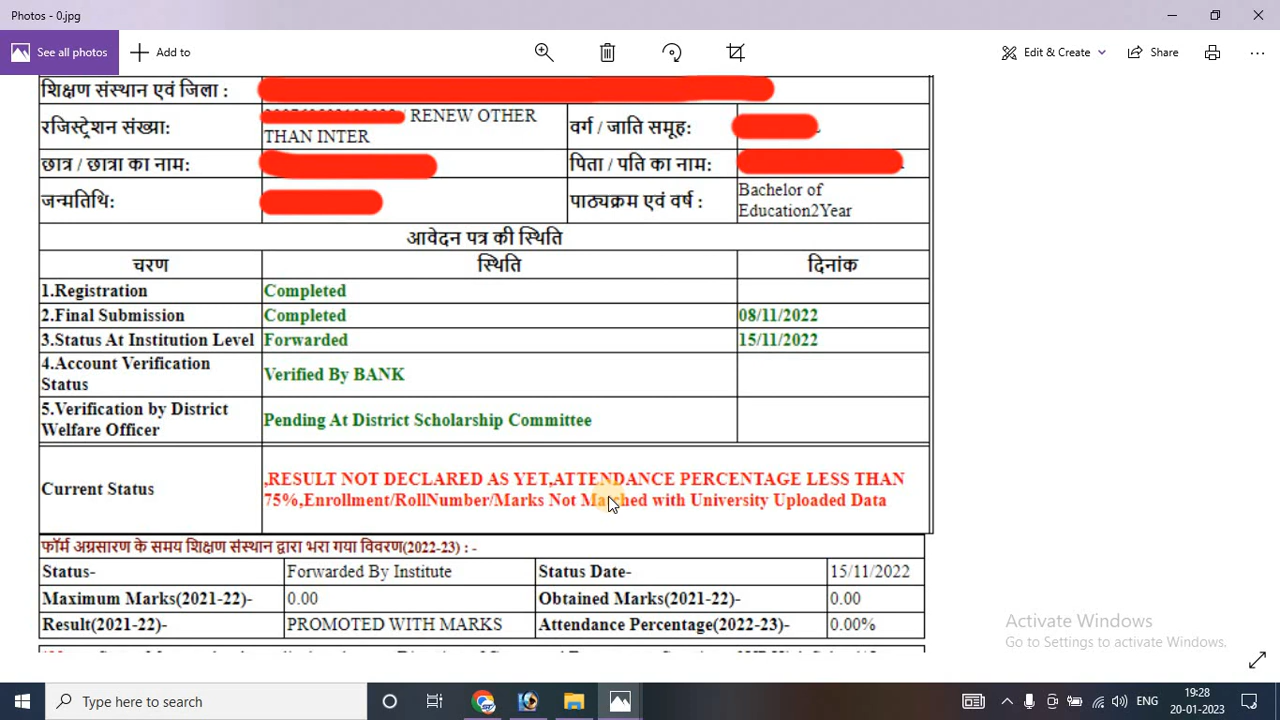 Photos - 0.jpg
See all photos
Add to
Edit & Create
Share
शिक्षण संस्थान एवं जिला :
रजिस्ट्रेशन संख्या:
/ RENEW OTHER
THAN INTER
वर्ग / जाति समूह:
छात्र / छात्रा का नाम:
पिता / पति का नाम:
जन्मतिथि:
पाठ्यक्रम एवं वर्ष :
Bachelor of
Education2Year
आवेदन पत्र की स्थिति
चरण स्थिति दिनांक
1.Registration Completed
2.Final Submission Completed 08/11/2022
3.Status At Institution Level Forwarded 15/11/2022
4.Account Verification
Status
Verified By BANK
5.Verification by District
Welfare Officer
Pending At District Scholarship Committee
Current Status
,RESULT NOT DECLARED AS YET,ATTENDANCE PERCENTAGE LESS THAN
75%,Enrollment/RollNumber/Marks Not Matched with University Uploaded Data
फॉर्म अग्रसारण के समय शिक्षण संस्थान द्वारा भरा गया विवरण(2022-23) : -
Status- Forwarded By Institute Status Date- 15/11/2022
Maximum Marks(2021-22)- 0.00 Obtained Marks(2021-22)- 0.00
Result(2021-22)- PROMOTED WITH MARKS Attendance Percentage(2022-23)- 0.00%
Activate Windows
Go to Settings to activate Windows.
Type here to search
ENG
19:28
20-01-2023